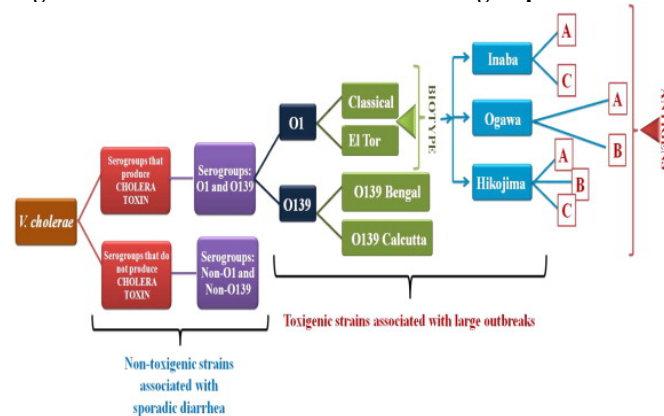 V. cholerae
Serogroups that
produce
CHOLERA
TOXIN
Serogroups:
O1 and O139
O1
Classical
El Tor
BIOTYPE
Inaba
A
C
Ogawa
A
B
Hikojima
A
B
C
O139
O139 Bengal
O139 Calcutta
Serogroups that do
not produce
CHOLERA
TOXIN
Serogroups:
Non-O1 and
Non-O139
Toxigenic strains associated with large outbreaks
Non-toxigenic strains
associated with
sporadic diarrhea